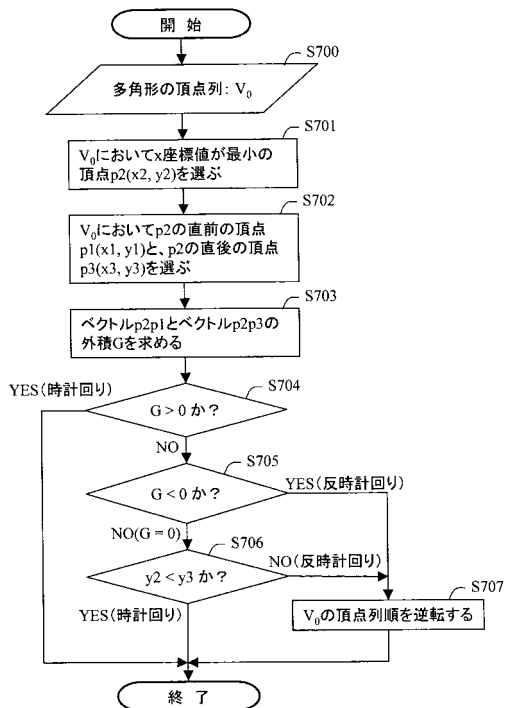 開 始
S700
多角形の頂点列: V0
S701
V0においてx座標値が最小の
頂点p2(x2, y2)を選ぶ
S702
V0においてp2の直前の頂点
p1(x1, y1)と、p2の直後の頂点
p3(x3, y3)を選ぶ
S703
ベクトルp2p1とベクトルp2p3の
外積Gを求める
S704
YES(時計回り)
G > 0 か?
NO
S705
G < 0 か?
YES(反時計回り)
NO(G = 0)
S706
y2 < y3 か?
NO(反時計回り)
S707
V0の頂点列順を逆転する
YES(時計回り)
終 了